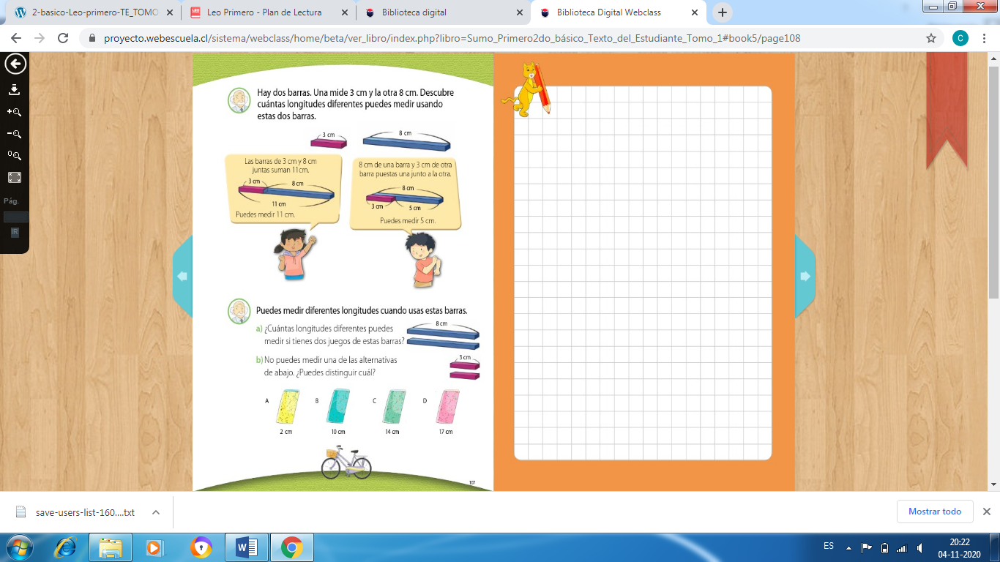 2-basico-Leo-primero-TE_TOMO
Leo Primero - Plan de Lectura
Biblioteca digital
Biblioteca Digital Webclass
proyecto.webescuela.cl/sistema/webclass/home/beta/ver_libro/index.php?libro=Sumo_Primero2do_básico_Texto_del_Estudiante_Tomo_1#book5/page108
C
Pág.
IR
Hay dos barras. Una mide 3 cm y la otra 8 cm. Descubre
cuántas longitudes diferentes puedes medir usando
estas dos barras.
3 cm
8 cm
Las barras de 3 cm y 8 cm
juntas suman 11cm.
3 cm
8 cm
11 cm
Puedes medir 11 cm.
8 cm de una barra y 3 cm de otra
barra puestas una junto a la otra.
8 cm
3 cm
5 cm
Puedes medir 5 cm.
Puedes medir diferentes longitudes cuando usas estas barras.
a) ¿Cuántas longitudes diferentes puedes
medir si tienes dos juegos de estas barras?
8 cm
b) No puedes medir una de las alternativas
de abajo. ¿Puedes distinguir cuál?
3 cm
A
B
C
D
2 cm
10 cm
14 cm
17 cm
107
save-users-list-160....txt
Mostrar todo
ES
20:22
04-11-2020